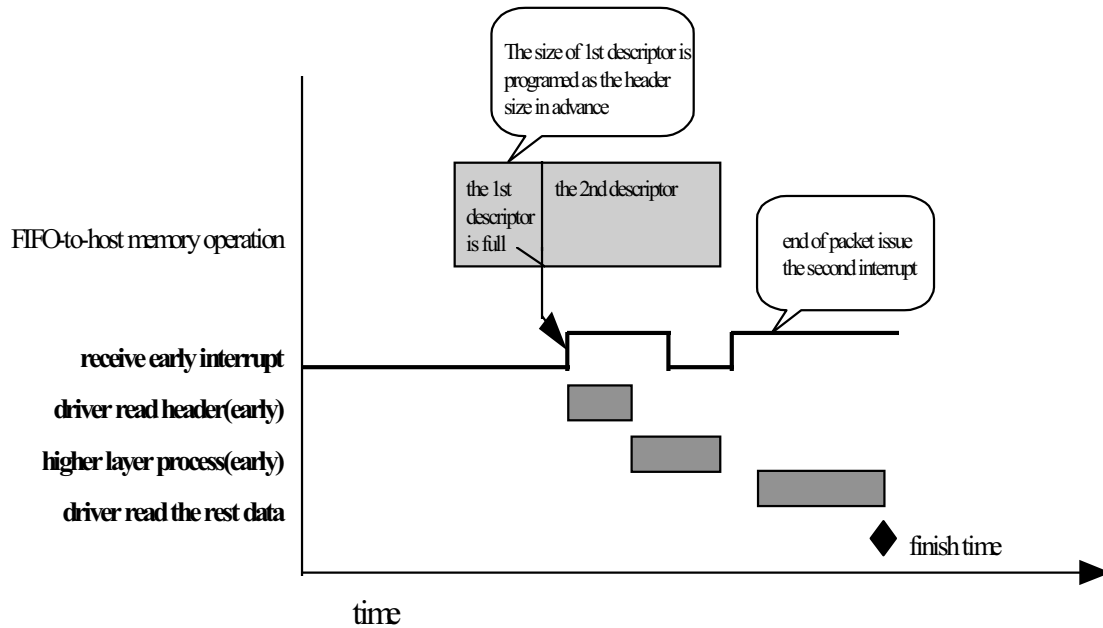 The size of 1st descriptor is
programed as the header
size in advance
the 1st
descriptor
is full
the 2nd descriptor
FIFO-to-host memory operation
end of packet issue
the second interrupt
receive early interrupt
driver read header(early)
higher layer process(early)
driver read the rest data
finish time
time